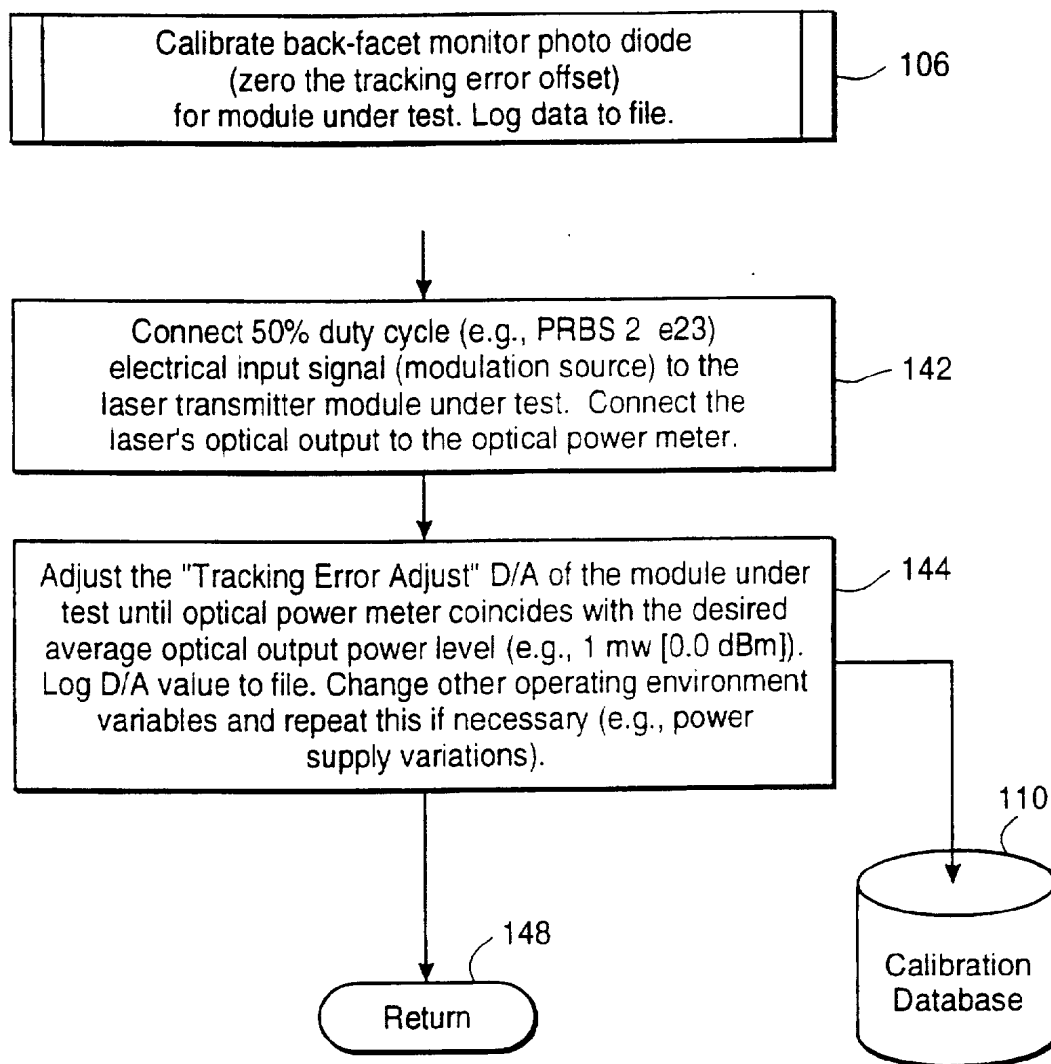 Calibrate back-facet monitor photo diode
(zero the tracking error offset)
for module under test. Log data to file.
106
Connect 50% duty cycle (e.g., PRBS 2 e23)
electrical input signal (modulation source) to the
laser transmitter module under test. Connect the
laser's optical output to the optical power meter.
142
Adjust the "Tracking Error Adjust" D/A of the module under
test until optical power meter coincides with the desired
average optical output power level (e.g., 1 mw [0.0 dBm]).
Log D/A value to file. Change other operating environment
variables and repeat this if necessary (e.g., power
supply variations).
144
110
Calibration
Database
148
Return